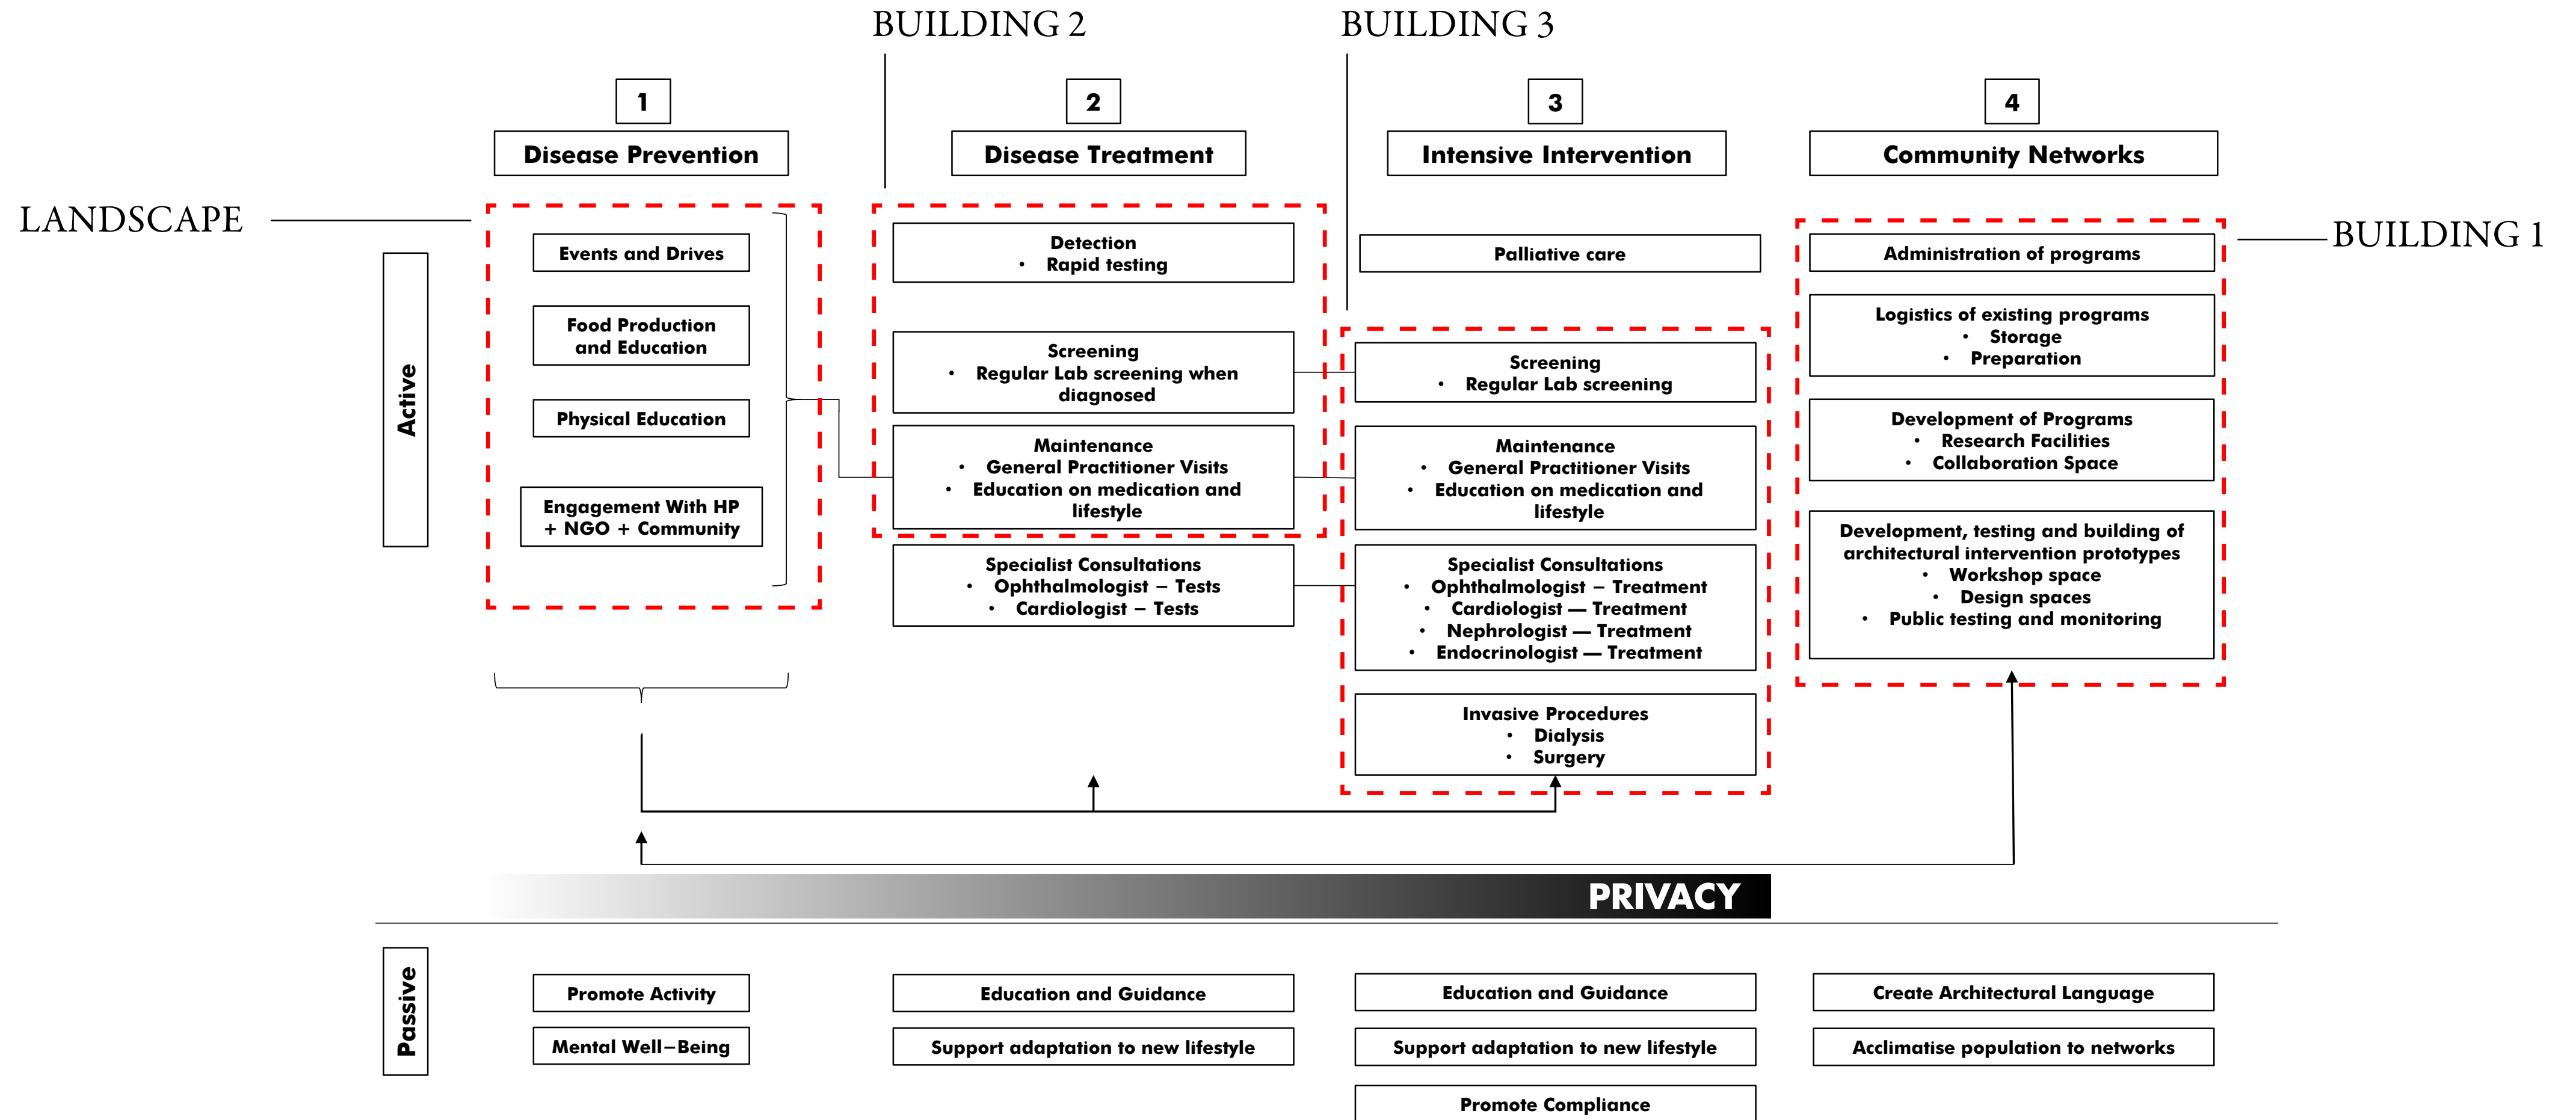 BUILDING 2
BUILDING 3
1
2
3
4
Disease Prevention
Disease Treatment
Intensive Intervention
Community Networks
LANDSCAPE
BUILDING 1
Active
Events and Drives
Food Production
and Education
Physical Education
Engagement With HP
+ NGO + Community
Detection
• Rapid testing
Screening
• Regular Lab screening when
diagnosed
Maintenance
• General Practitioner Visits
• Education on medication and
lifestyle
Specialist Consultations
• Ophthalmologist – Tests
• Cardiologist – Tests
Palliative care
Screening
• Regular Lab screening
Maintenance
• General Practitioner Visits
• Education on medication and
lifestyle
Specialist Consultations
• Ophthalmologist – Treatment
• Cardiologist — Treatment
• Nephrologist — Treatment
• Endocrinologist — Treatment
Invasive Procedures
• Dialysis
• Surgery
Administration of programs
Logistics of existing programs
• Storage
• Preparation
Development of Programs
• Research Facilities
• Collaboration Space
Development, testing and building of
architectural intervention prototypes
• Workshop space
• Design spaces
• Public testing and monitoring
PRIVACY
Passive
Promote Activity
Mental Well–Being
Education and Guidance
Support adaptation to new lifestyle
Education and Guidance
Support adaptation to new lifestyle
Promote Compliance
Create Architectural Language
Acclimatise population to networks